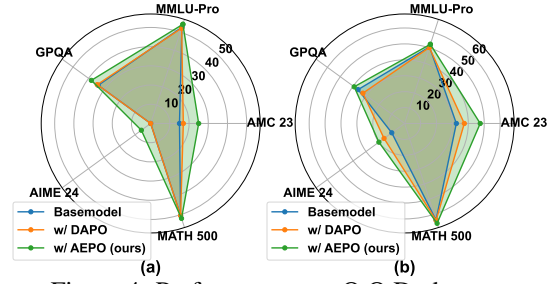 MMLU-Pro
GPQA
50
40
30
20
10
AMC 23
AIME 24
MATH 500
Basemodel
w/ DAPO
w/ AEPO (ours)
(a)
MMLU-Pro
GPQA
60
50
40
30
20
10
AMC 23
AIME 24
MATH 500
Basemodel
w/ DAPO
w/ AEPO (ours)
(b)